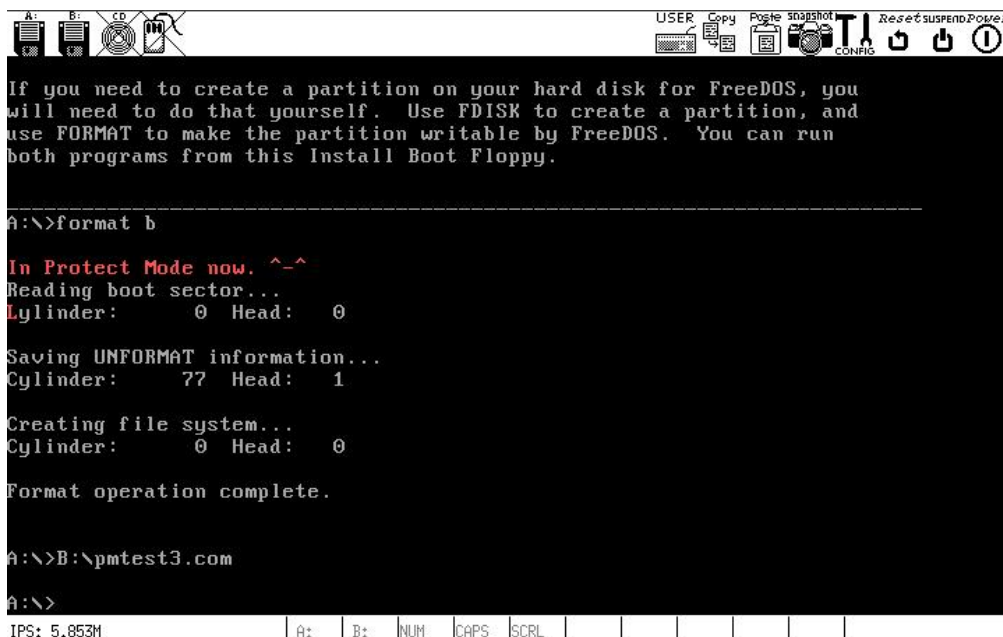 A: B: CD USER Copy Paste snapshot CONFIG Reset SUSPEND Power
If you need to create a partition on your hard disk for FreeDOS, you
will need to do that yourself.  Use FDISK to create a partition, and
use FORMAT to make the partition writable by FreeDOS.  You can run
both programs from this Install Boot Floppy.
A:\>format b
In Protect Mode now. ^-^
Reading boot sector...
Lylinder:      0  Head:   0
Saving UNFORMAT information...
Cylinder:     77  Head:   1
Creating file system...
Cylinder:      0  Head:   0
Format operation complete.
A:\>B:\pmtest3.com
A:\>
IPS: 5.853M A: B: NUM CAPS SCRL